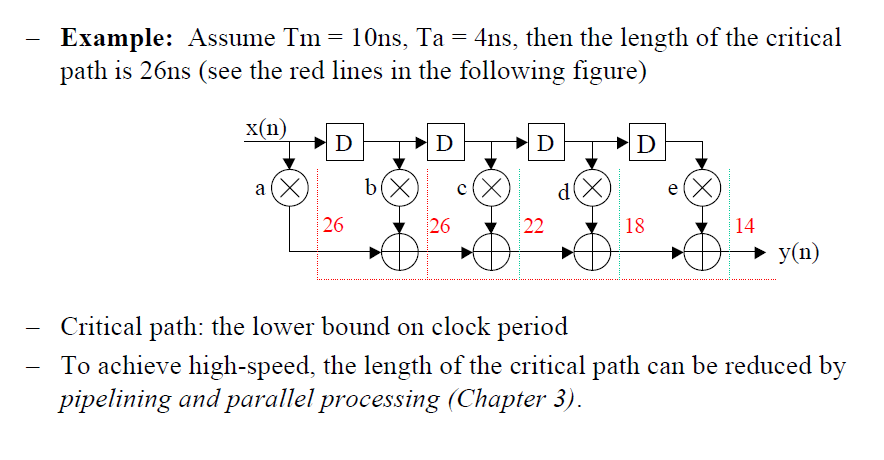 – Example: Assume Tm = 10ns, Ta = 4ns, then the length of the critical
path is 26ns (see the red lines in the following figure)
x(n)
D D D D
a b c d e
26 26 22 18 14
y(n)
– Critical path: the lower bound on clock period
– To achieve high-speed, the length of the critical path can be reduced by
pipelining and parallel processing (Chapter 3).